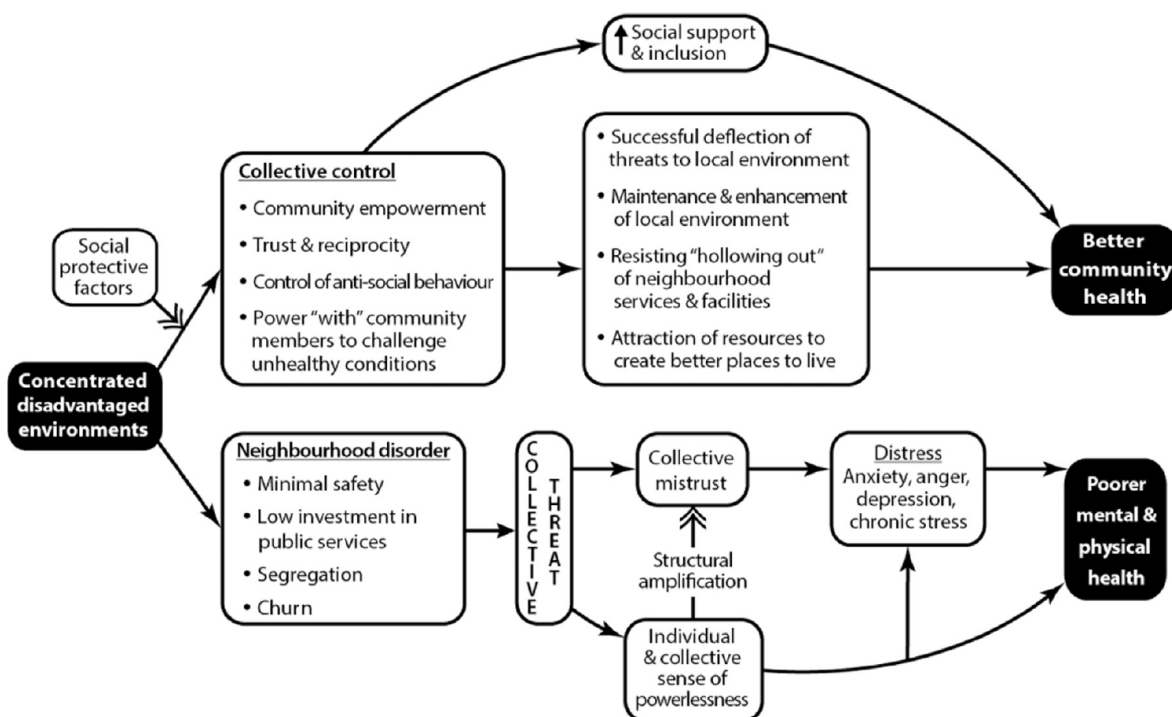 ↑ Social support
& inclusion
Collective control
• Community empowerment
• Trust & reciprocity
• Control of anti-social behaviour
• Power “with” community
members to challenge
unhealthy conditions
• Successful deflection of
threats to local environment
• Maintenance & enhancement
of local environment
• Resisting “hollowing out”
of neighbourhood
services & facilities
• Attraction of resources to
create better places to live
Better
community
health
Social
protective
factors
Concentrated
disadvantaged
environments
Neighbourhood disorder
• Minimal safety
• Low investment in
public services
• Segregation
• Churn
COLLECTIVE
THREAT
Collective
mistrust
Structural
amplification
Individual
& collective
sense of
powerlessness
Distress
Anxiety, anger,
depression,
chronic stress
Poorer
mental &
physical
health